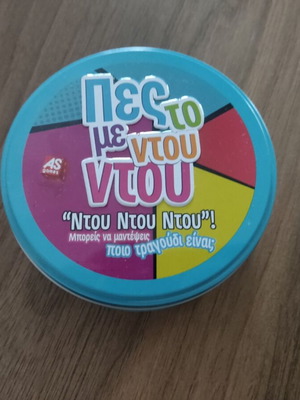 Πες το
με ντου
ντου
AS
GAMES
"Ντου Ντου Ντου"!
Μπορείς να μαντέψεις
ποιο τραγούδι είναι;